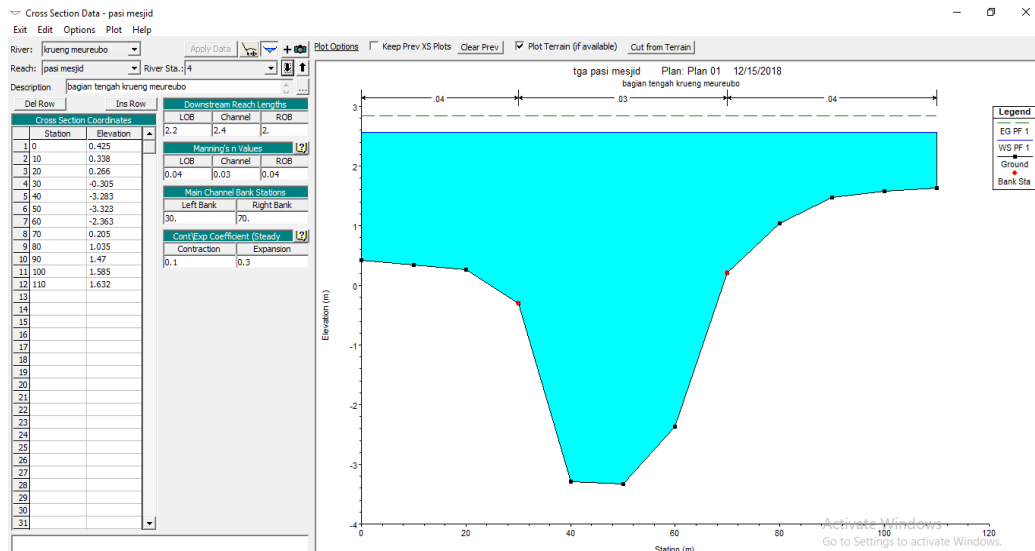 Cross Section Data - pasi mesjid
Exit Edit Options Plot Help
River: krueng meureubo Apply Data
Reach: pasi mesjid River Sta.: 4
Description bagian tengah krueng meureubo ...
Del Row Ins Row
Cross Section Coordinates
Station Elevation
1 0 0.425
2 10 0.338
3 20 0.266
4 30 -0.305
5 40 -3.283
6 50 -3.323
7 60 -2.363
8 70 0.205
9 80 1.035
10 90 1.47
11 100 1.585
12 110 1.632
13
14
15
16
17
18
19
20
21
22
23
24
25
26
27
28
29
30
31
Downstream Reach Lengths
LOB Channel ROB
2.2 2.4 2.
Manning's n Values
LOB Channel ROB
0.04 0.03 0.04
Main Channel Bank Stations
Left Bank Right Bank
30. 70.
Cont\Exp Coefficient (Steady
Contraction Expansion
0.1 0.3
Plot Options Keep Prev XS Plots Clear Prev Plot Terrain (if available) Cut from Terrain
tga pasi mesjid Plan: Plan 01 12/15/2018
bagian tengah krueng meureubo
.04 .03 .04
3
2
1
0
-1
-2
-3
-4
Elevation (m)
0 20 40 60 80 100 120
Station (m)
Legend
EG PF 1
WS PF 1
Ground
Bank Sta
Activate Windows
Go to Settings to activate Windows.